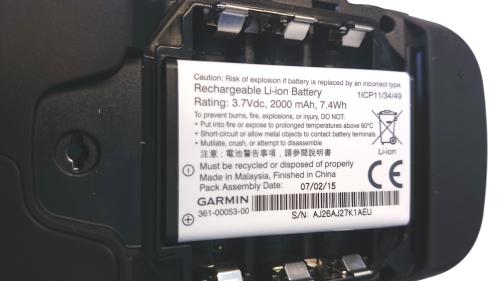 Caution: Risk of explosion if battery is replaced by an incorrect type.
Rechargeable Li-ion Battery
1ICP11/34/49
Rating: 3.7Vdc, 2000 mAh, 7.4Wh
To prevent burns, fire, explosions, or injury, DO NOT:
• Put into fire or expose to prolonged temperatures above 60°C
• Short-circuit or allow metal objects to contact battery terminals
• Mutilate, crush, or attempt to disassemble
Li-ion
注意：電池警告事項，請參閱說明書
Must be recycled or disposed of properly
Made in Malaysia, Finished in China
CE
Pack Assembly Date: 07/02/15
GARMIN
361-00053-00
S/N: AJ26AJ27K1AEU